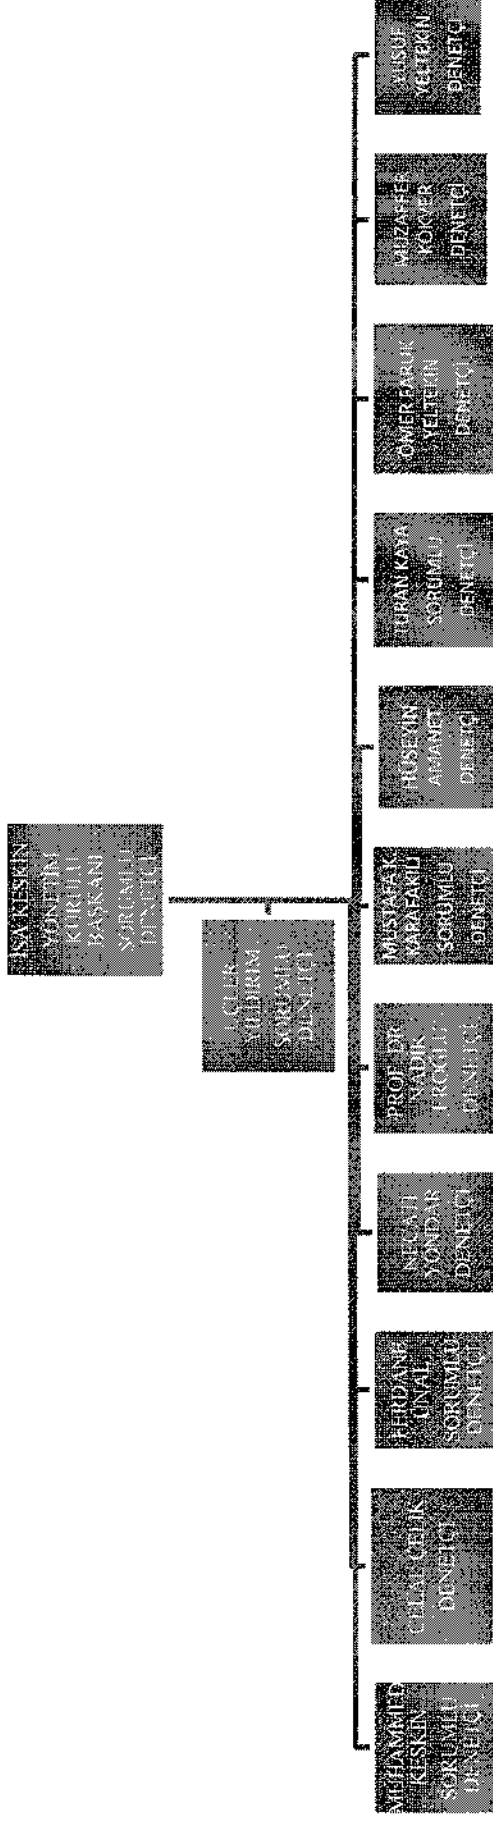 İSA KESKİN
YÖNETİM
KURULU
BAŞKANI
SORUMLU
DENETÇİ
YILDIRIM
SORUMLU
DENETÇİ
MUHAMMED
KESKİN
SORUMLU
DENETÇİ
CELAL ÇELİK
DENETÇİ
FERDANE
ÜNAL
SORUMLU
DENETÇİ
NECATİ
YONDAR
DENETÇİ
PROF. DR
EROĞLU
DENETÇİ
MUSTAFA K.
KARAFAKILI
SORUMLU
DENETÇİ
HÜSEYİN
AMANET
DENETÇİ
TURAN KAYA
SORUMLU
DENETÇİ
ÖMER FARUK
YELTEKİN
DENETÇİ
MUZAFFER
KÖKVER
DENETÇİ
YUSUF
YELTEKİN
DENETÇİ